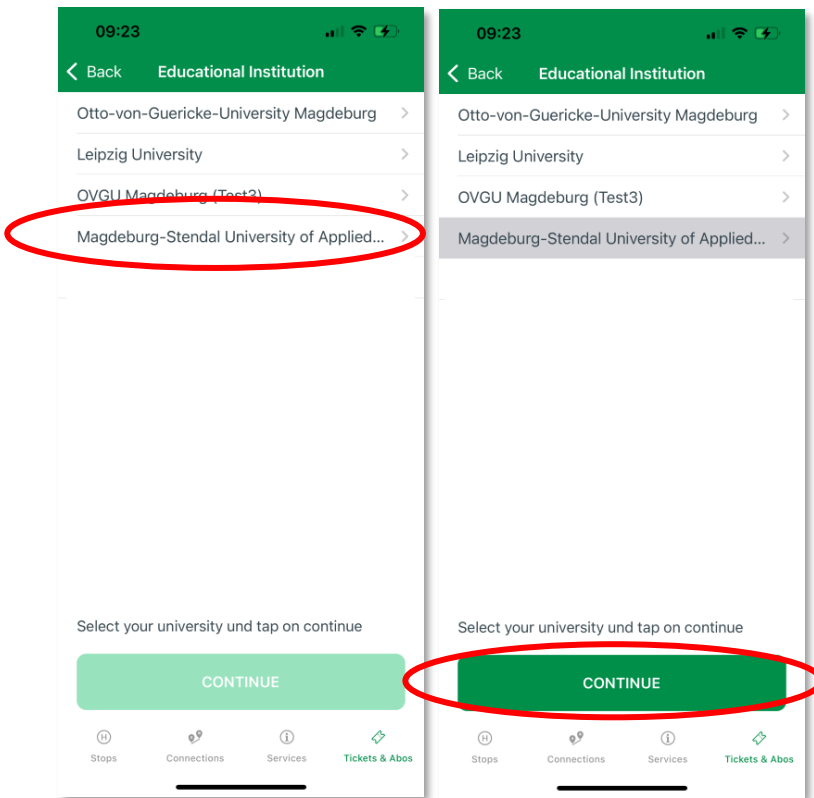 09:23
Back Educational Institution
Otto-von-Guericke-University Magdeburg
Leipzig University
OVGU Magdeburg (Test3)
Magdeburg-Stendal University of Applied...
Select your university und tap on continue
CONTINUE
H
Stops Connections Services Tickets & Abos
09:23
Back Educational Institution
Otto-von-Guericke-University Magdeburg
Leipzig University
OVGU Magdeburg (Test3)
Magdeburg-Stendal University of Applied...
Select your university und tap on continue
CONTINUE
H
Stops Connections Services Tickets & Abos